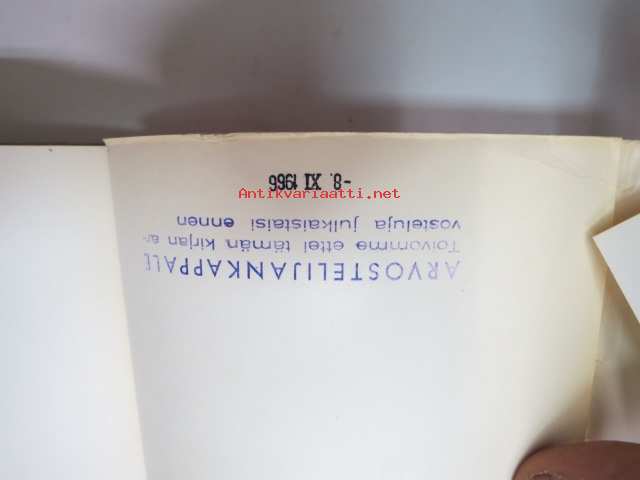 ARVOSTELIJANKAPPALE
Toivomme ettei tämän kirjan ar-
vosteluja julkaistaisi ennen
-8. XI 1966
Antikvariaatti.net